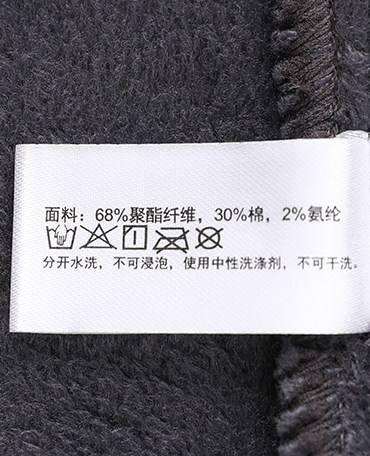 面料：68%聚酯纤维，30%棉，2%氨纶
分开水洗，不可浸泡，使用中性洗涤剂，不可干洗。